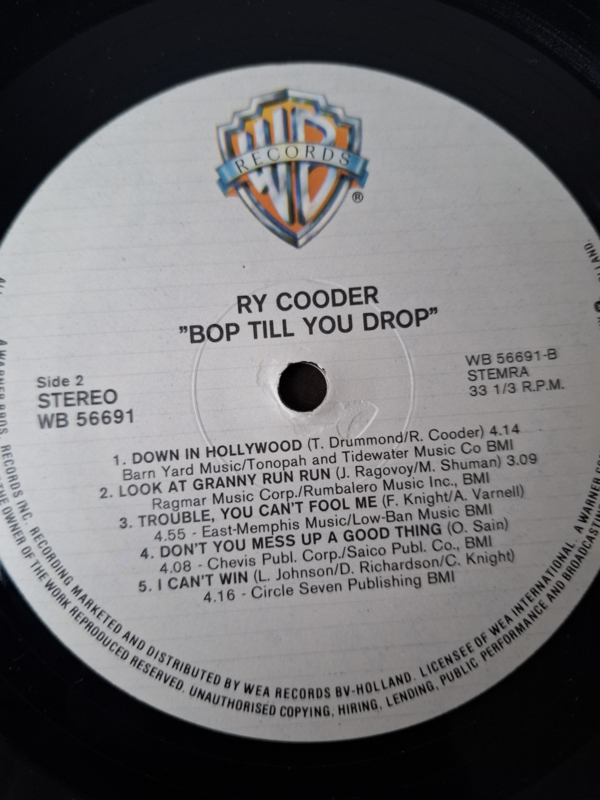 WB
RECORDS
®
RY COODER
"BOP TILL YOU DROP"
Side 2
STEREO
WB 56691
WB 56691-B
STEMRA
33 1/3 R.P.M.
1. DOWN IN HOLLYWOOD (T. Drummond/R. Cooder) 4.14
Barn Yard Music/Tonopah and Tidewater Music Co BMI
2. LOOK AT GRANNY RUN RUN (J. Ragovoy/M. Shuman) 3.09
Ragmar Music Corp./Rumbalero Music Inc., BMI
3. TROUBLE, YOU CAN'T FOOL ME (F. Knight/A. Varnell)
4.55 - East-Memphis Music/Low-Ban Music BMI
4. DON'T YOU MESS UP A GOOD THING (O. Sain)
4.08 - Chevis Publ. Corp./Saico Publ. Co., BMI
5. I CAN'T WIN (L. Johnson/D. Richardson/C. Knight)
4.16 - Circle Seven Publishing BMI
WARNER BROS. RECORDS INC. RECORDING MARKETED AND DISTRIBUTED BY WEA RECORDS BV-HOLLAND. LICENSEE OF WEA INTERNATIONAL. A WARNER
OWNER OF THE WORK REPRODUCED RESERVED. UNAUTHORISED COPYING, HIRING, LENDING, PUBLIC PERFORMANCE AND BROADCASTING